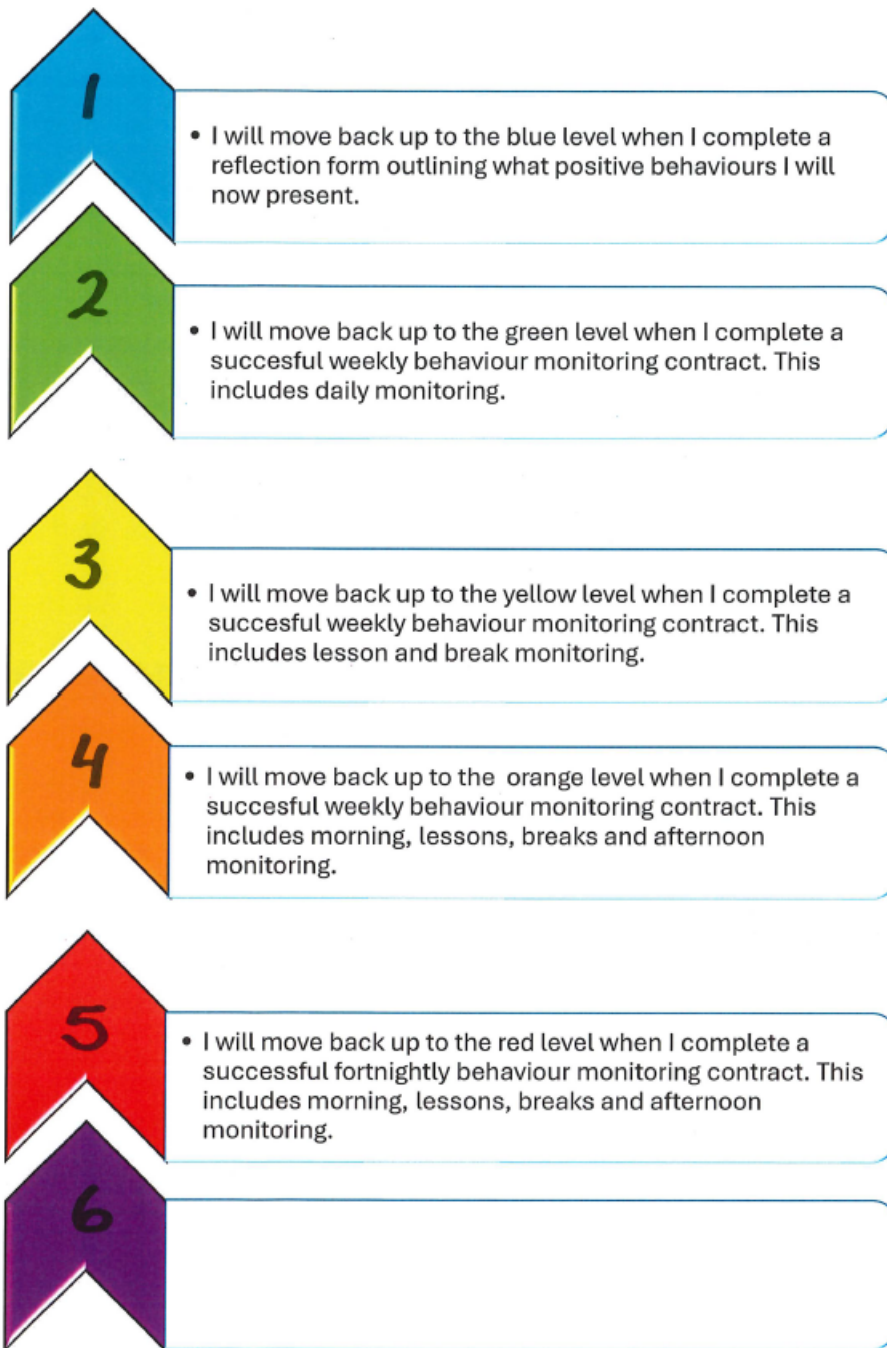 1
• I will move back up to the blue level when I complete a
reflection form outlining what positive behaviours I will
now present.
2
• I will move back up to the green level when I complete a
succesful weekly behaviour monitoring contract. This
includes daily monitoring.
3
• I will move back up to the yellow level when I complete a
succesful weekly behaviour monitoring contract. This
includes lesson and break monitoring.
4
• I will move back up to the  orange level when I complete a
succesful weekly behaviour monitoring contract. This
includes morning, lessons, breaks and afternoon
monitoring.
5
• I will move back up to the red level when I complete a
successful fortnightly behaviour monitoring contract. This
includes morning, lessons, breaks and afternoon
monitoring.
6